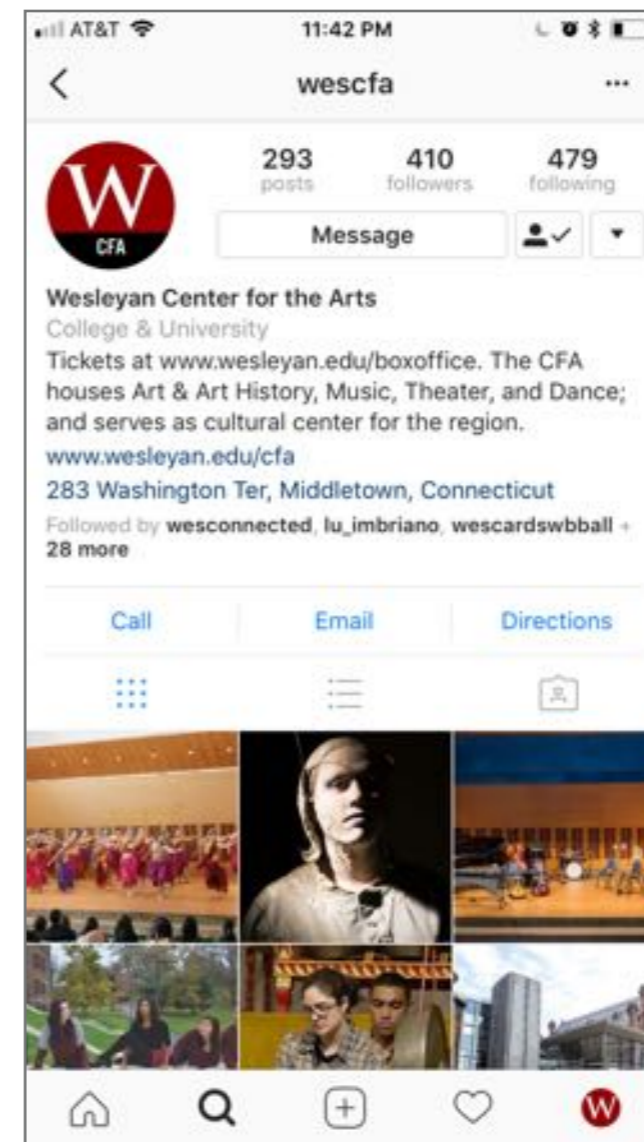 AT&T 11:42 PM
wescfa
293 410 479
posts followers following
W Message
CFA
Wesleyan Center for the Arts
College & University
Tickets at www.wesleyan.edu/boxoffice. The CFA
houses Art & Art History, Music, Theater, and Dance;
and serves as cultural center for the region.
www.wesleyan.edu/cfa
283 Washington Ter, Middletown, Connecticut
Followed by wesconnected, lu_imbriano, wescardswbball +
28 more
Call Email Directions
W